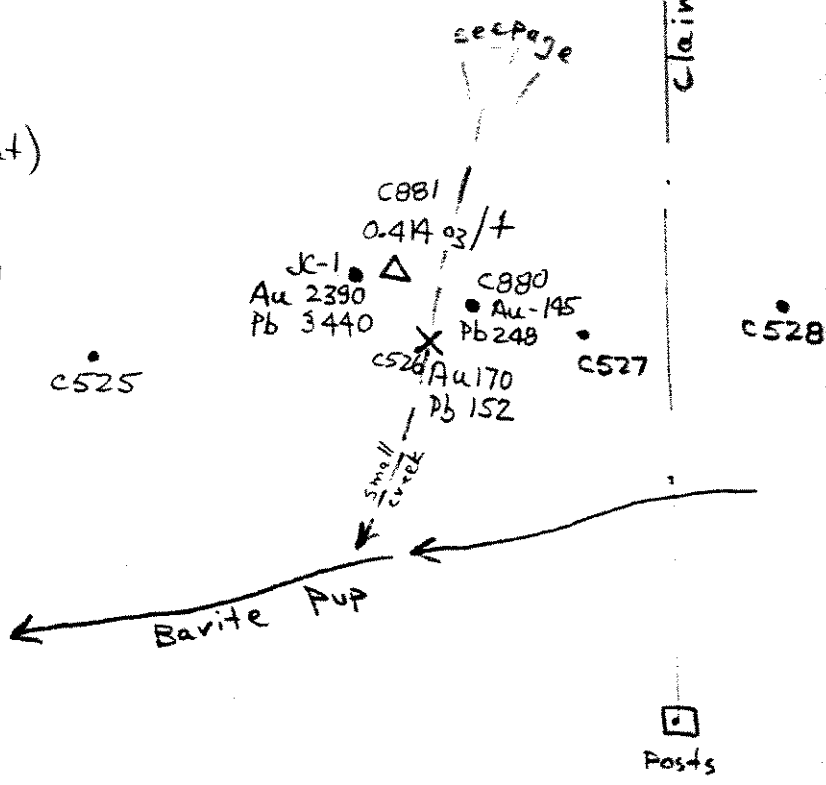 seepage
Claim
t)
C881
0.414 oz/t
JC-1
Au 2390
Pb 3440
C880
Au-145
Pb 248
C528
C527
C526
Au 170
Pb 152
C525
small
creek
Barite Pup
Posts